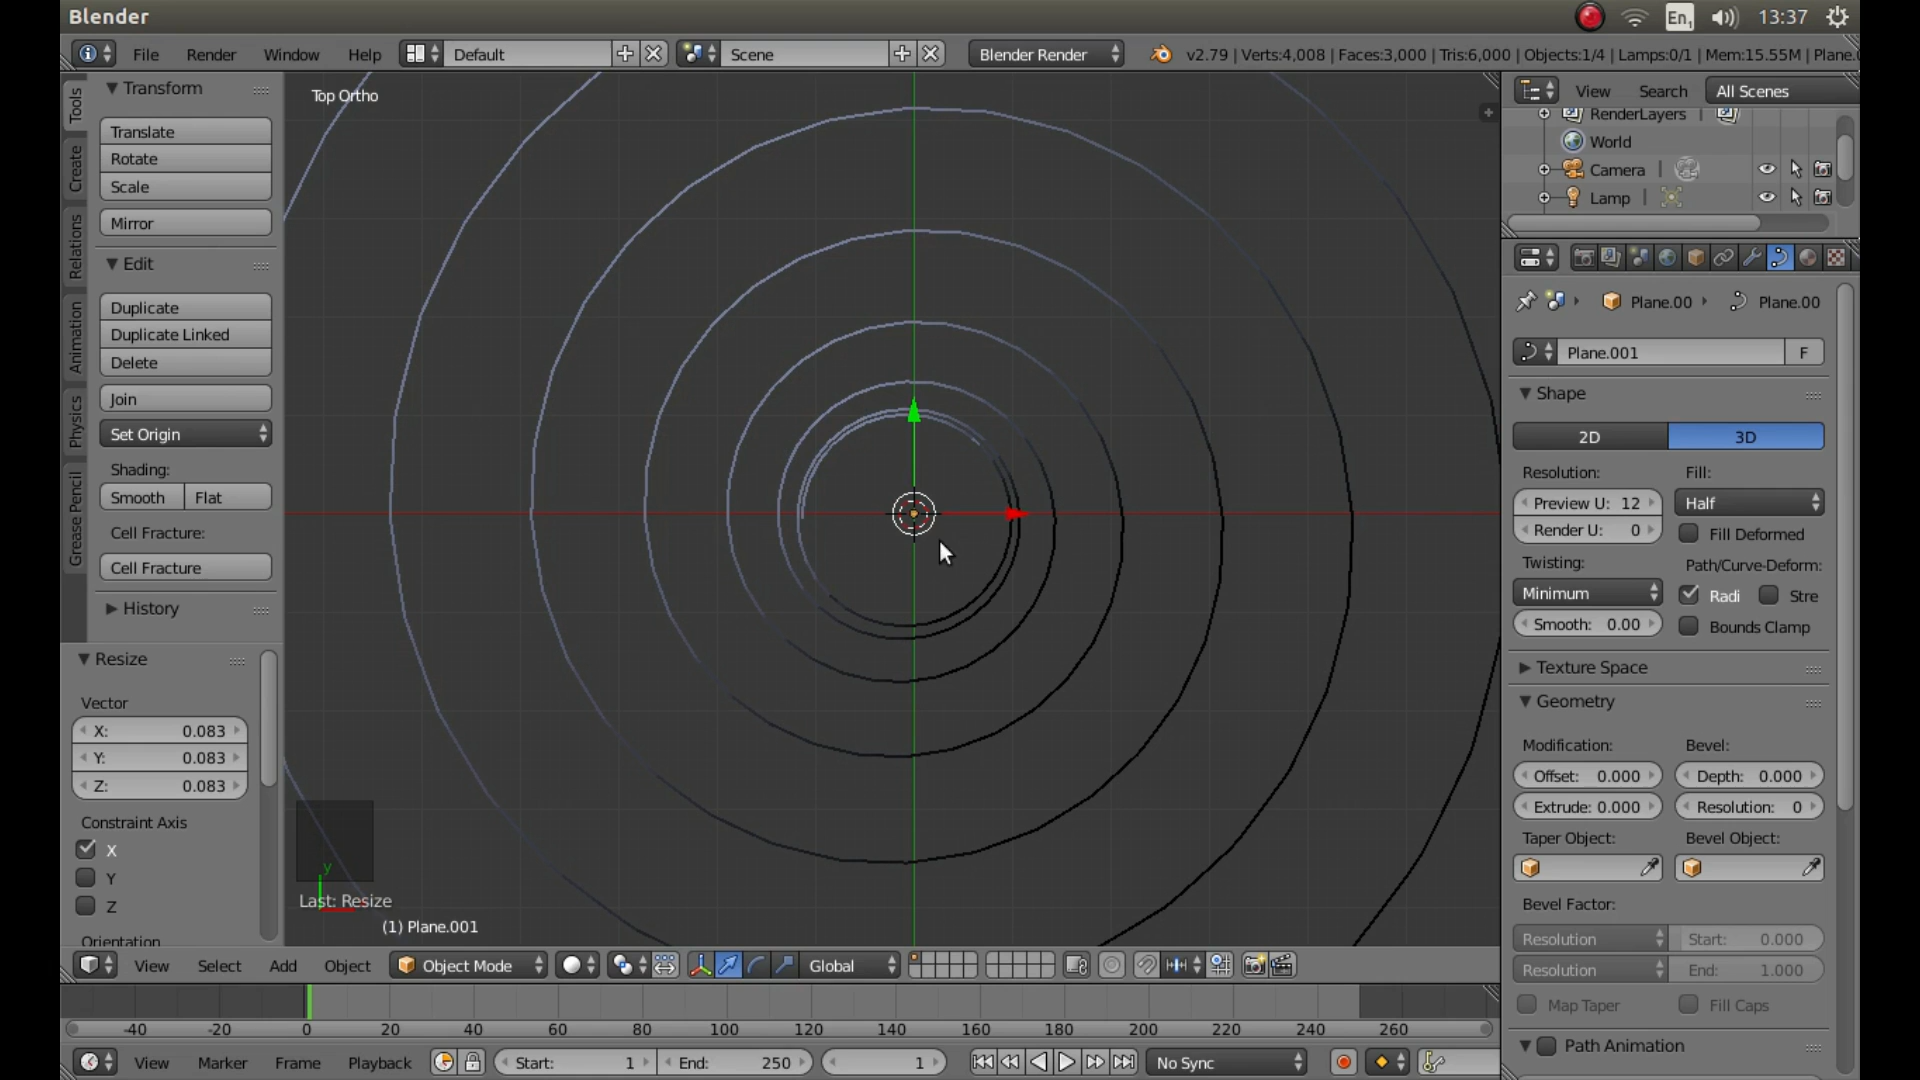 Blender
En1 13:37
File Render Window Help Default Scene Blender Render v2.79 | Verts:4,008 | Faces:3,000 | Tris:6,000 | Objects:1/4 | Lamps:0/1 | Mem:15.55M | Plane.
Tools
Create
Relations
Animation
Physics
Grease Pencil
Transform
Translate
Rotate
Scale
Mirror
Edit
Duplicate
Duplicate Linked
Delete
Join
Set Origin
Shading:
Smooth Flat
Cell Fracture:
Cell Fracture
History
Resize
Vector
X: 0.083
Y: 0.083
Z: 0.083
Constraint Axis
X
Y
Z
Orientation
Top Ortho
y
Last: Resize
(1) Plane.001
View Search All Scenes
RenderLayers |
World
Camera |
Lamp |
Plane.00 Plane.00
Plane.001 F
Shape
2D 3D
Resolution: Fill:
Preview U: 12 Half
Render U: 0 Fill Deformed
Twisting: Path/Curve-Deform:
Minimum Radi Stre
Smooth: 0.00 Bounds Clamp
Texture Space
Geometry
Modification: Bevel:
Offset: 0.000 Depth: 0.000
Extrude: 0.000 Resolution: 0
Taper Object: Bevel Object:
Bevel Factor:
Resolution Start: 0.000
Resolution End: 1.000
Map Taper Fill Caps
Path Animation
View Select Add Object Object Mode Global
-40 -20 0 20 40 60 80 100 120 140 160 180 200 220 240 260
View Marker Frame Playback Start: 1 End: 250 1 No Sync